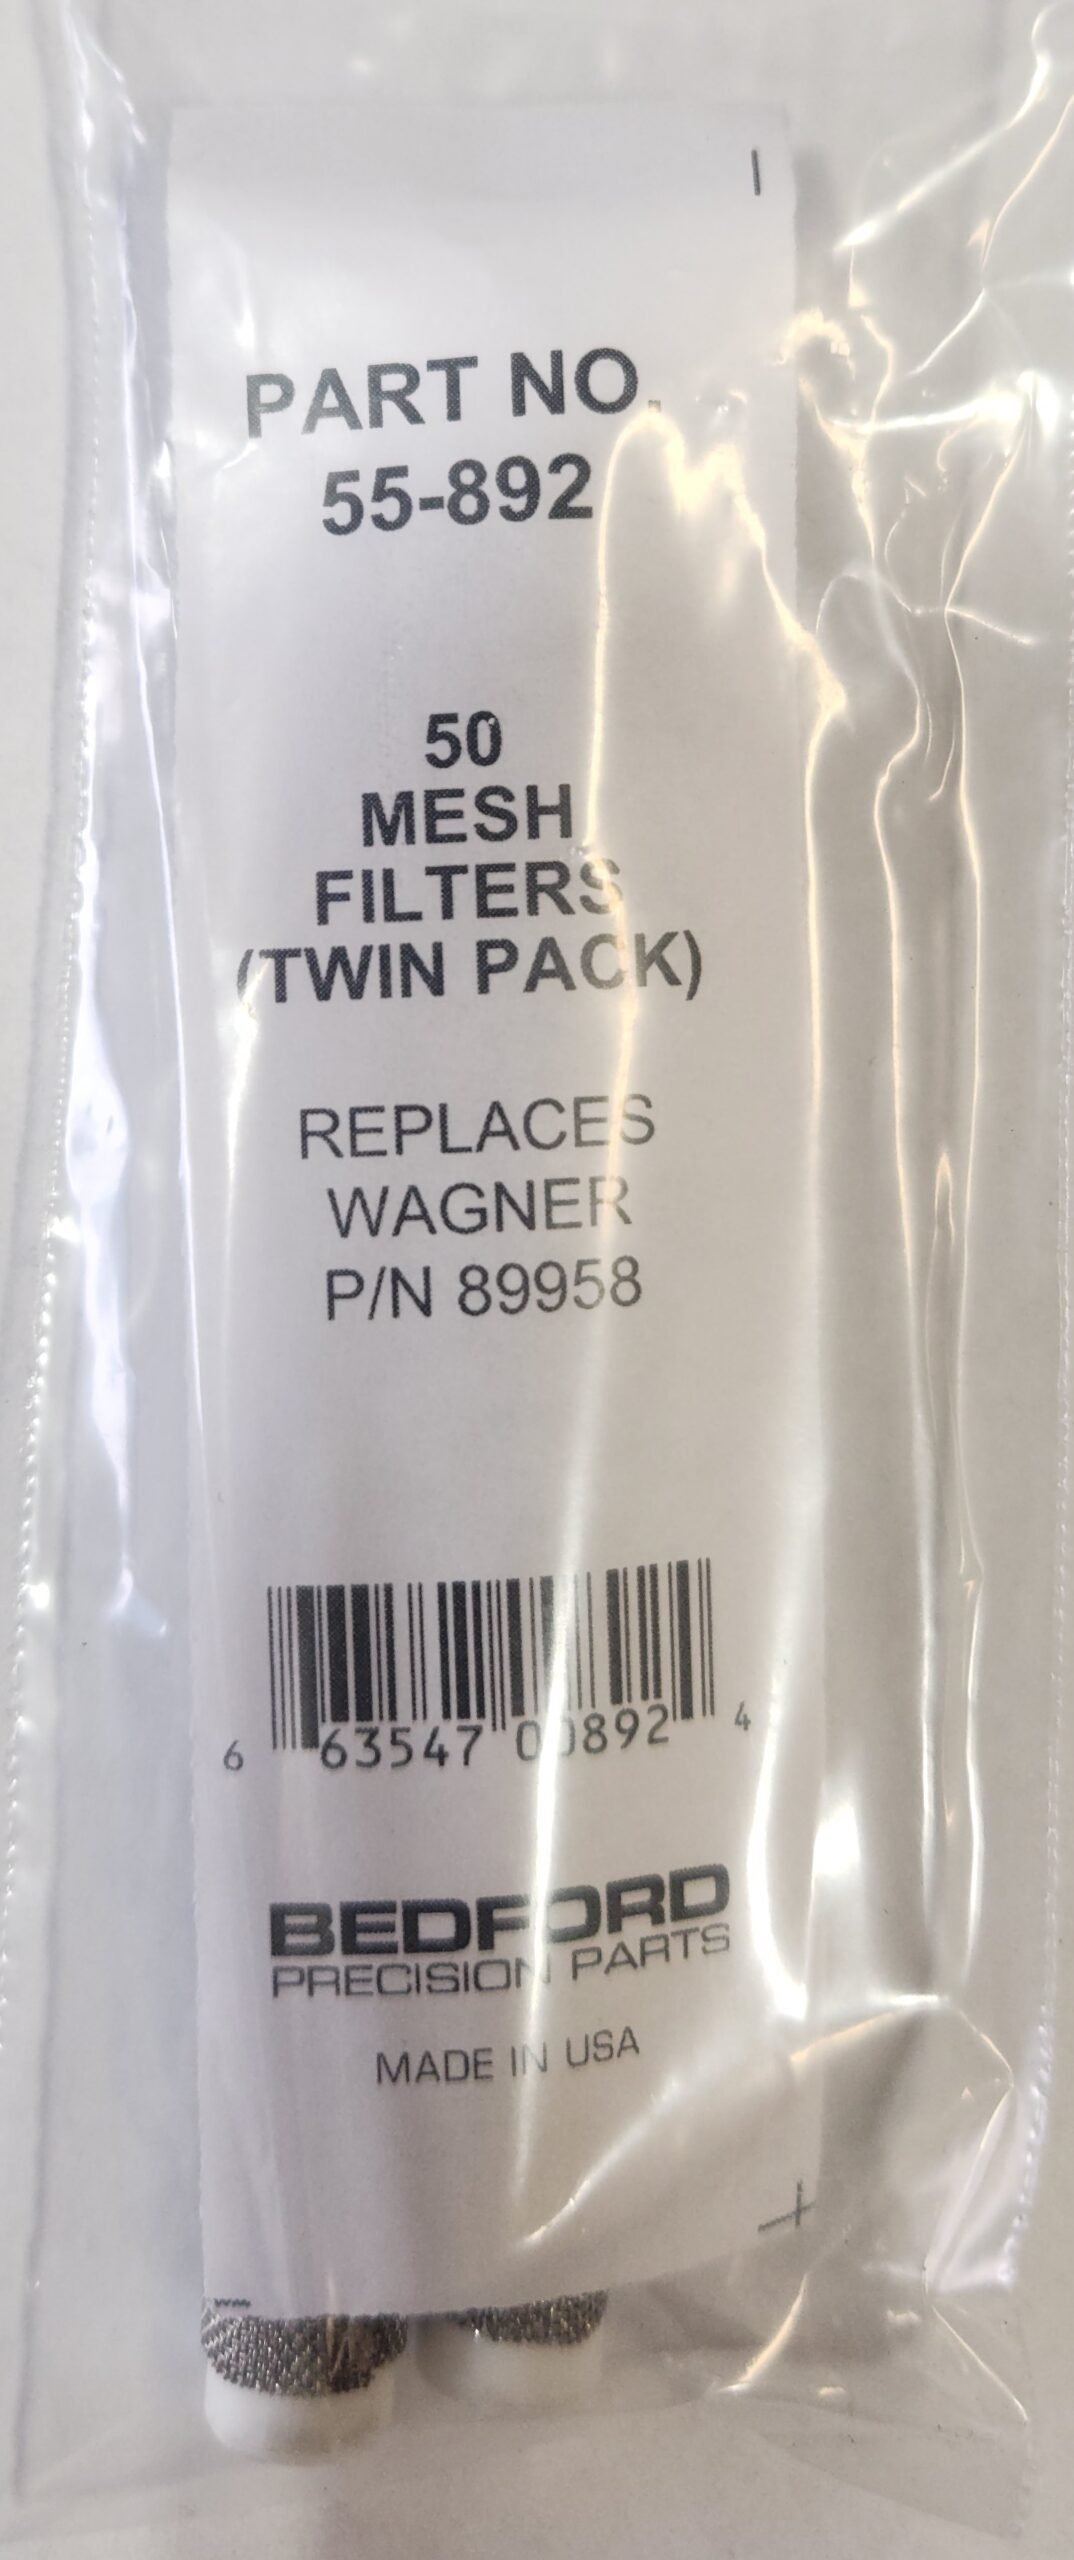 PART NO.
55-892
50
MESH
FILTERS
(TWIN PACK)
REPLACES
WAGNER
P/N 89958
6 63547 00892 4
BEDFORD
PRECISION PARTS
MADE IN USA